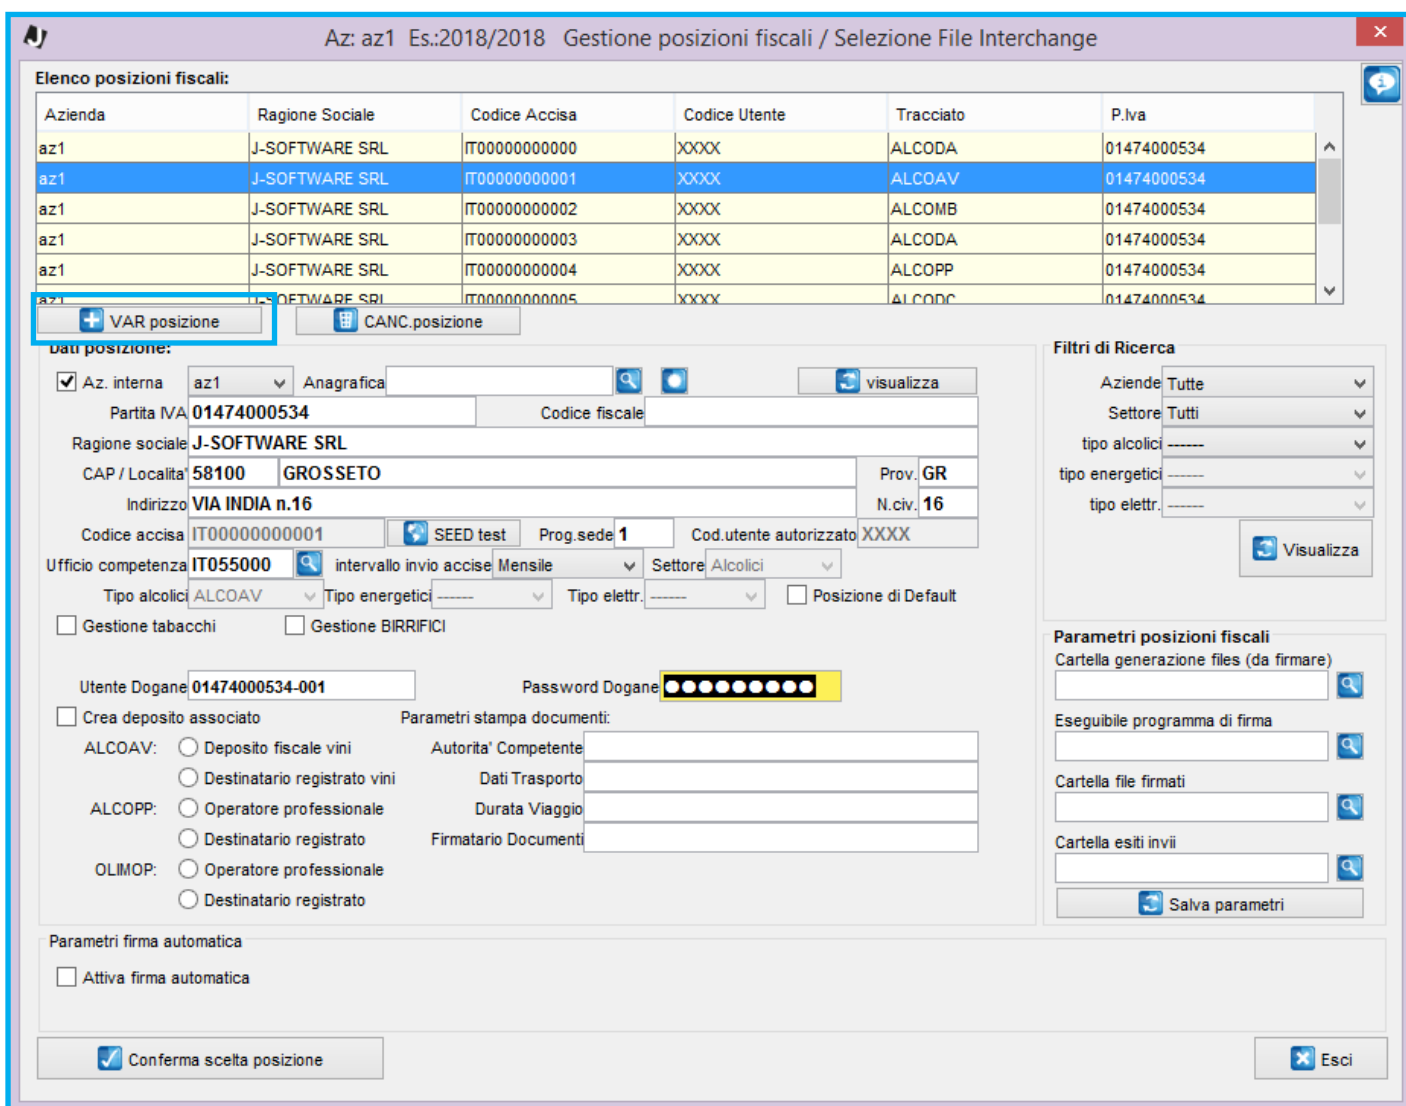 AJ
Az: az1 Es.:2018/2018 Gestione posizioni fiscali / Selezione File Interchange
Elenco posizioni fiscali:
Azienda Ragione Sociale Codice Accisa Codice Utente Tracciato P.Iva
az1 J-SOFTWARE SRL IT00000000000 XXXX ALCODA 01474000534
az1 J-SOFTWARE SRL IT00000000001 XXXX ALCOAV 01474000534
az1 J-SOFTWARE SRL IT00000000002 XXXX ALCOMB 01474000534
az1 J-SOFTWARE SRL IT00000000003 XXXX ALCODA 01474000534
az1 J-SOFTWARE SRL IT00000000004 XXXX ALCOPP 01474000534
az1 J-SOFTWARE SRL IT00000000005 XXXX ALCODC 01474000534
VAR posizione CANC.posizione
Dati posizione:
Az. interna az1 Anagrafica visualizza
Partita IVA 01474000534 Codice fiscale
Ragione sociale J-SOFTWARE SRL
CAP / Localita' 58100 GROSSETO Prov. GR
Indirizzo VIA INDIA n.16 N.civ. 16
Codice accisa IT00000000001 SEED test Prog.sede 1 Cod.utente autorizzato XXXX
Ufficio competenza IT055000 intervallo invio accise Mensile Settore Alcolici
Tipo alcolici ALCOAV Tipo energetici ------ Tipo elettr. ------ Posizione di Default
Gestione tabacchi Gestione BIRRIFICI
Utente Dogane 01474000534-001 Password Dogane ●●●●●●●●●
Crea deposito associato Parametri stampa documenti:
ALCOAV: Deposito fiscale vini Autorita' Competente
Destinatario registrato vini Dati Trasporto
ALCOPP: Operatore professionale Durata Viaggio
Destinatario registrato Firmatario Documenti
OLIMOP: Operatore professionale
Destinatario registrato
Filtri di Ricerca
Aziende Tutte
Settore Tutti
tipo alcolici ------
tipo energetici ------
tipo elettr. ------
Visualizza
Parametri posizioni fiscali
Cartella generazione files (da firmare)
Eseguibile programma di firma
Cartella file firmati
Cartella esiti invii
Salva parametri
Parametri firma automatica
Attiva firma automatica
Conferma scelta posizione Esci